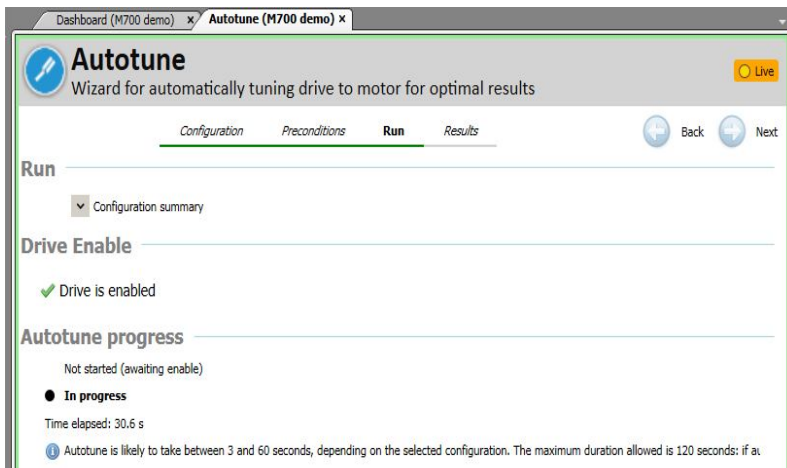 Dashboard (M700 demo) x Autotune (M700 demo) x
Autotune
Wizard for automatically tuning drive to motor for optimal results
Live
Configuration Preconditions Run Results Back Next
Run
Configuration summary
Drive Enable
Drive is enabled
Autotune progress
Not started (awaiting enable)
In progress
Time elapsed: 30.6 s
Autotune is likely to take between 3 and 60 seconds, depending on the selected configuration. The maximum duration allowed is 120 seconds: if